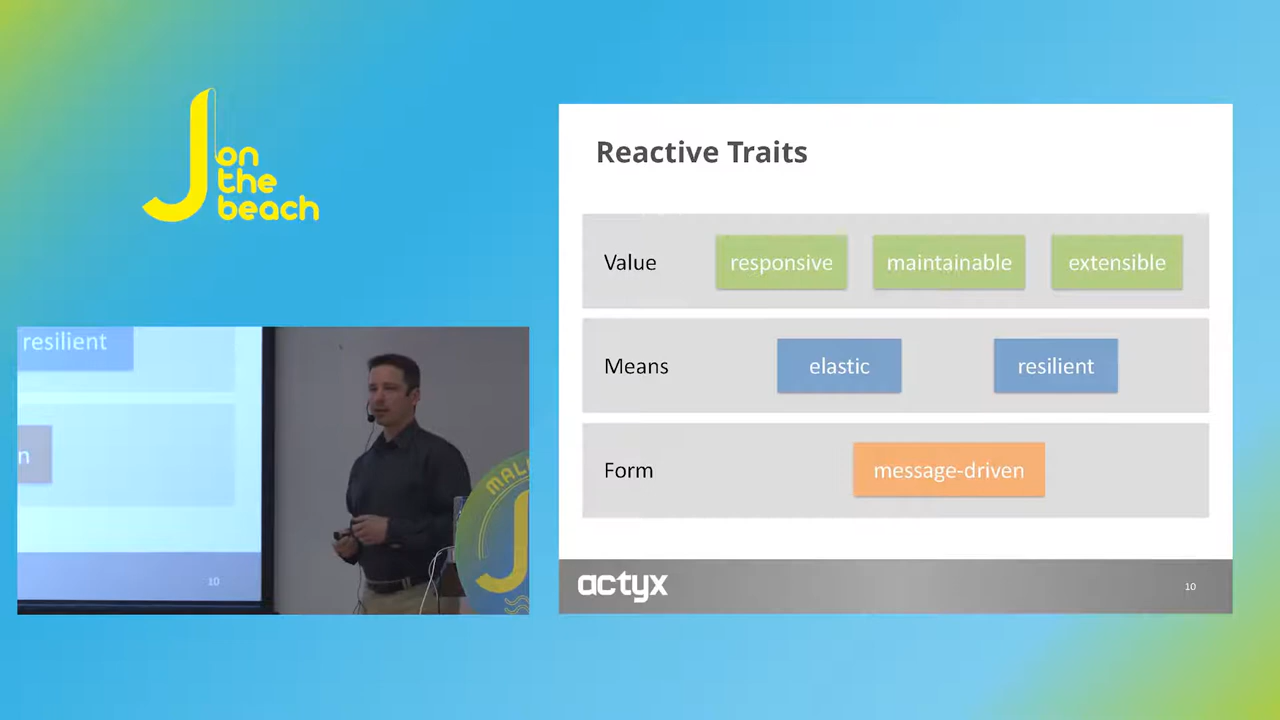 J on
the
beach
Reactive Traits
Value responsive maintainable extensible
Means elastic resilient
Form message-driven
actyx 10
resilient
n
10
MAL
J